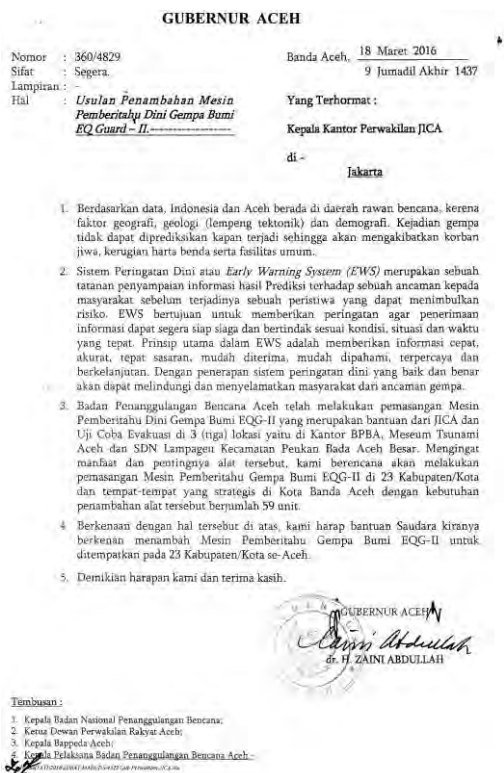 GUBERNUR ACEH
Nomor : 360/4829
Sifat : Segera.
Lampiran : -
Hal : Usulan Penambahan Mesin
Pemberitahu Dini Gempa Bumi
EQ Guard – II.
Banda Aceh, 18 Maret 2016
9 Jumadil Akhir 1437
Yang Terhormat :
Kepala Kantor Perwakilan JICA
di -
Jakarta
1. Berdasarkan data, Indonesia dan Aceh berada di daerah rawan bencana, kerena
faktor geografi, geologi (lempeng tektonik) dan demografi. Kejadian gempa
tidak dapat diprediksikan kapan terjadi sehingga akan mengakibatkan korban
jiwa, kerugian harta benda serta fasilitas umum.
2. Sistem Peringatan Dini atau Early Warning System (EWS) merupakan sebuah
tatanan penyampaian informasi hasil Prediksi terhadap sebuah ancaman kepada
masyarakat sebelum terjadinya sebuah peristiwa yang dapat menimbulkan
risiko. EWS bertujuan untuk memberikan peringatan agar penerimaan
informasi dapat segera siap siaga dan bertindak sesuai kondisi, situasi dan waktu
yang tepat. Prinsip utama dalam EWS adalah memberikan informasi cepat,
akurat, tepat sasaran, mudah diterima, mudah dipahami, terpercaya dan
berkelanjutan. Dengan penerapan sistem peringatan dini yang baik dan benar
akan dapat melindungi dan menyelamatkan masyarakat dari ancaman gempa.
3. Badan Penanggulangan Bencana Aceh telah melakukan pemasangan Mesin
Pemberitahu Dini Gempa Bumi EQG-II yang merupakan bantuan dari JICA dan
Uji Coba Evakuasi di 3 (tiga) lokasi yaitu di Kantor BPBA, Meseum Tsunami
Aceh dan SDN Lampageu Kecamatan Peukan Bada Aceh Besar. Mengingat
manfaat dan pentingnya alat tersebut, kami berencana akan melakukan
pemasangan Mesin Pemberitahu Gempa Bumi EQG-II di 23 Kabupaten/Kota
dan tempat-tempat yang strategis di Kota Banda Aceh dengan kebutuhan
penambahan alat tersebut berjumlah 59 unit.
4. Berkenaan dengan hal tersebut di atas, kami harap bantuan Saudara kiranya
berkenan menambah Mesin Pemberitahu Gempa Bumi EQG-II untuk
ditempatkan pada 23 Kabupaten/Kota se-Aceh.
5. Demikian harapan kami dan terima kasih.
GUBERNUR ACEH
Zaini Abdullah
dr. H. ZAINI ABDULLAH
Tembusan :
1. Kepala Badan Nasional Penanggulangan Bencana;
2. Ketua Dewan Perwakilan Rakyat Aceh;
3. Kepala Bappeda Aceh;
4. Kepala Pelaksana Badan Penanggulangan Bencana Aceh.-